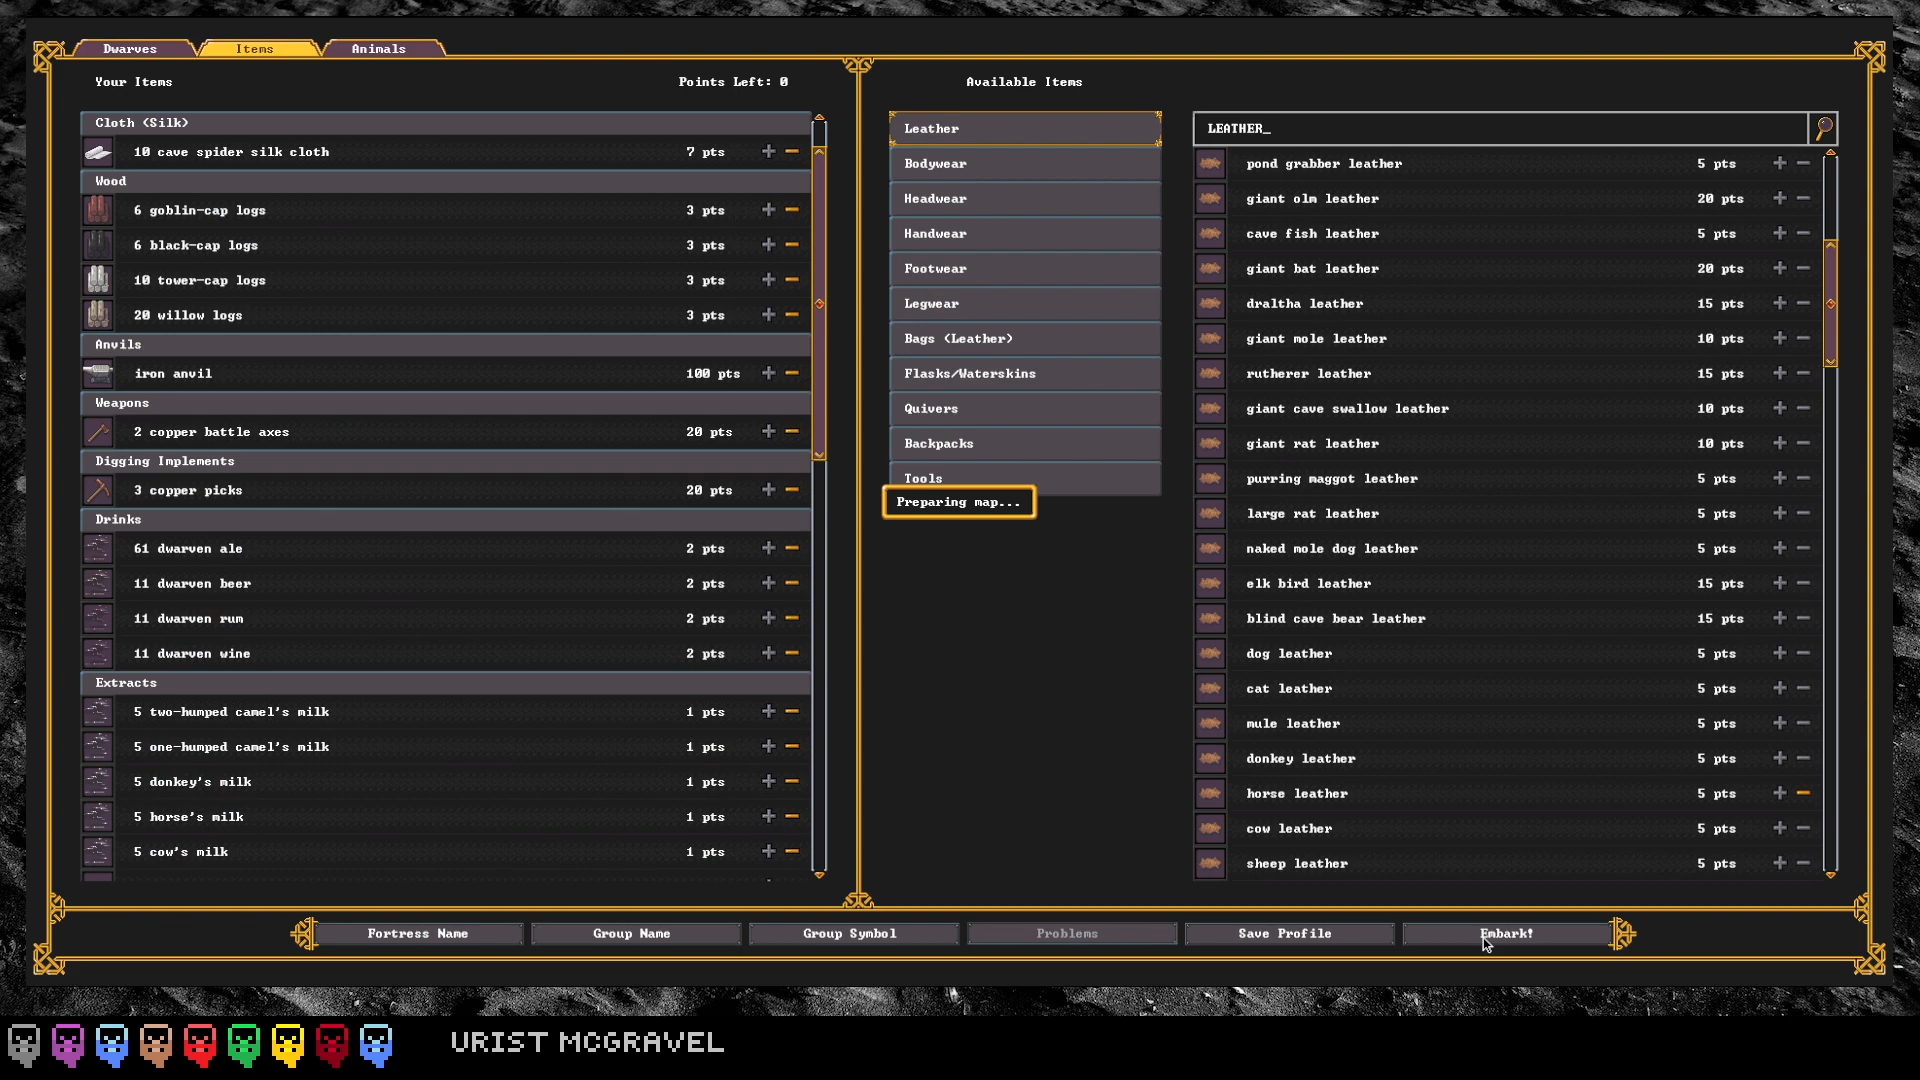 Dwarves
Items
Animals
Your Items
Points Left: 0
Cloth (Silk)
10 cave spider silk cloth 7 pts
Wood
6 goblin-cap logs 3 pts
6 black-cap logs 3 pts
10 tower-cap logs 3 pts
20 willow logs 3 pts
Anvils
iron anvil 100 pts
Weapons
2 copper battle axes 20 pts
Digging Implements
3 copper picks 20 pts
Drinks
61 dwarven ale 2 pts
11 dwarven beer 2 pts
11 dwarven rum 2 pts
11 dwarven wine 2 pts
Extracts
5 two-humped camel's milk 1 pts
5 one-humped camel's milk 1 pts
5 donkey's milk 1 pts
5 horse's milk 1 pts
5 cow's milk 1 pts
Available Items
Leather
Bodywear
Headwear
Handwear
Footwear
Legwear
Bags (Leather)
Flasks/Waterskins
Quivers
Backpacks
Tools
Preparing map...
LEATHER_
pond grabber leather 5 pts
giant olm leather 20 pts
cave fish leather 5 pts
giant bat leather 20 pts
draltha leather 15 pts
giant mole leather 10 pts
rutherer leather 15 pts
giant cave swallow leather 10 pts
giant rat leather 10 pts
purring maggot leather 5 pts
large rat leather 5 pts
naked mole dog leather 5 pts
elk bird leather 15 pts
blind cave bear leather 15 pts
dog leather 5 pts
cat leather 5 pts
mule leather 5 pts
donkey leather 5 pts
horse leather 5 pts
cow leather 5 pts
sheep leather 5 pts
Fortress Name
Group Name
Group Symbol
Problems
Save Profile
Embark!
URIST MCGRAVEL